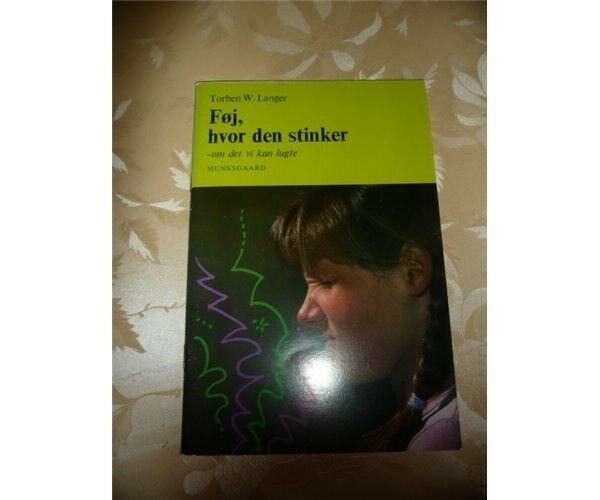 Torben W. Langer
Føj,
hvor den stinker
-om det vi kan lugte
MUNKSGAARD